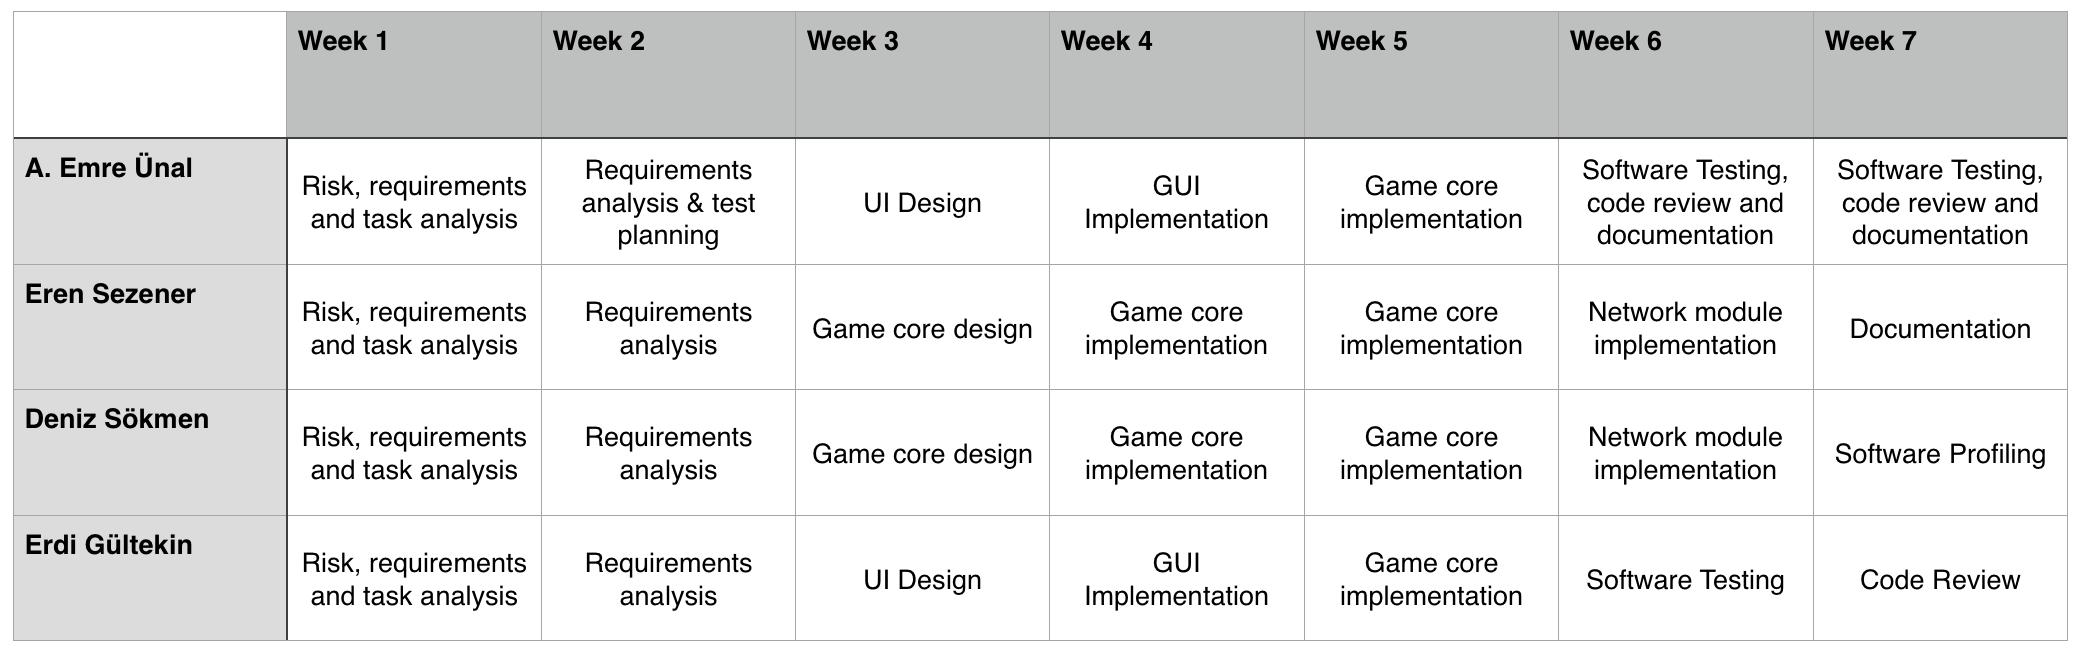 Week 1
Week 2
Week 3
Week 4
Week 5
Week 6
Week 7
A. Emre Ünal
Risk, requirements
and task analysis
Requirements
analysis & test
planning
UI Design
GUI
Implementation
Game core
implementation
Software Testing,
code review and
documentation
Software Testing,
code review and
documentation
Eren Sezener
Risk, requirements
and task analysis
Requirements
analysis
Game core design
Game core
implementation
Game core
implementation
Network module
implementation
Documentation
Deniz Sökmen
Risk, requirements
and task analysis
Requirements
analysis
Game core design
Game core
implementation
Game core
implementation
Network module
implementation
Software Profiling
Erdi Gültekin
Risk, requirements
and task analysis
Requirements
analysis
UI Design
GUI
Implementation
Game core
implementation
Software Testing
Code Review